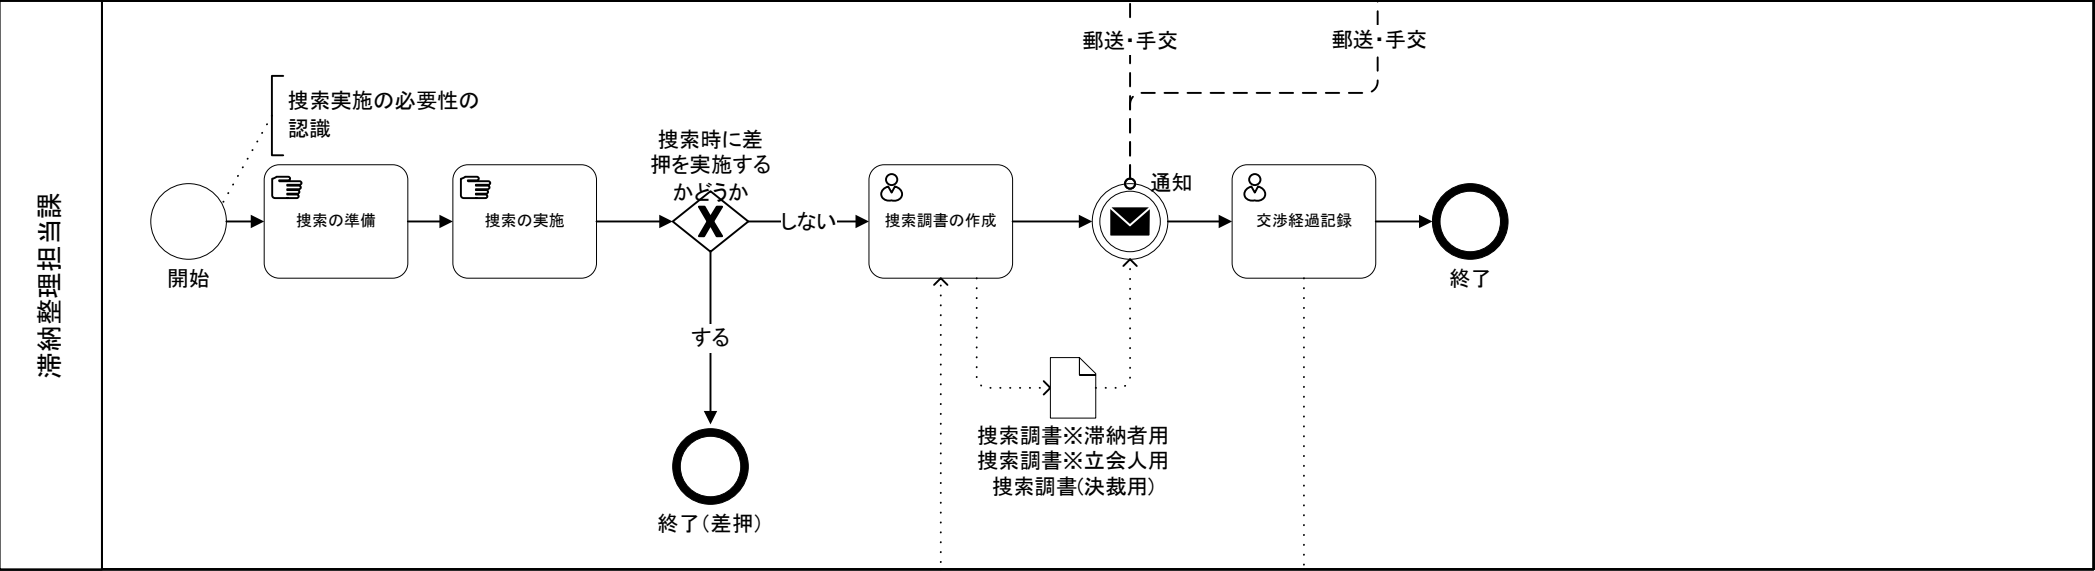 滞納整理担当課
郵送・手交
郵送・手交
捜索実施の必要性の
認識
捜索時に差
押を実施する
かどうか
開始
捜索の準備
捜索の実施
しない
捜索調書の作成
通知
交渉経過記録
終了
する
捜索調書※滞納者用
捜索調書※立会人用
捜索調書(決裁用)
終了(差押)